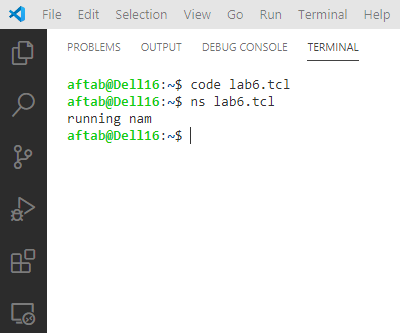 File Edit Selection View Go Run Terminal Help
PROBLEMS OUTPUT DEBUG CONSOLE TERMINAL
aftab@Dell16:~$ code lab6.tcl
aftab@Dell16:~$ ns lab6.tcl
running nam
aftab@Dell16:~$